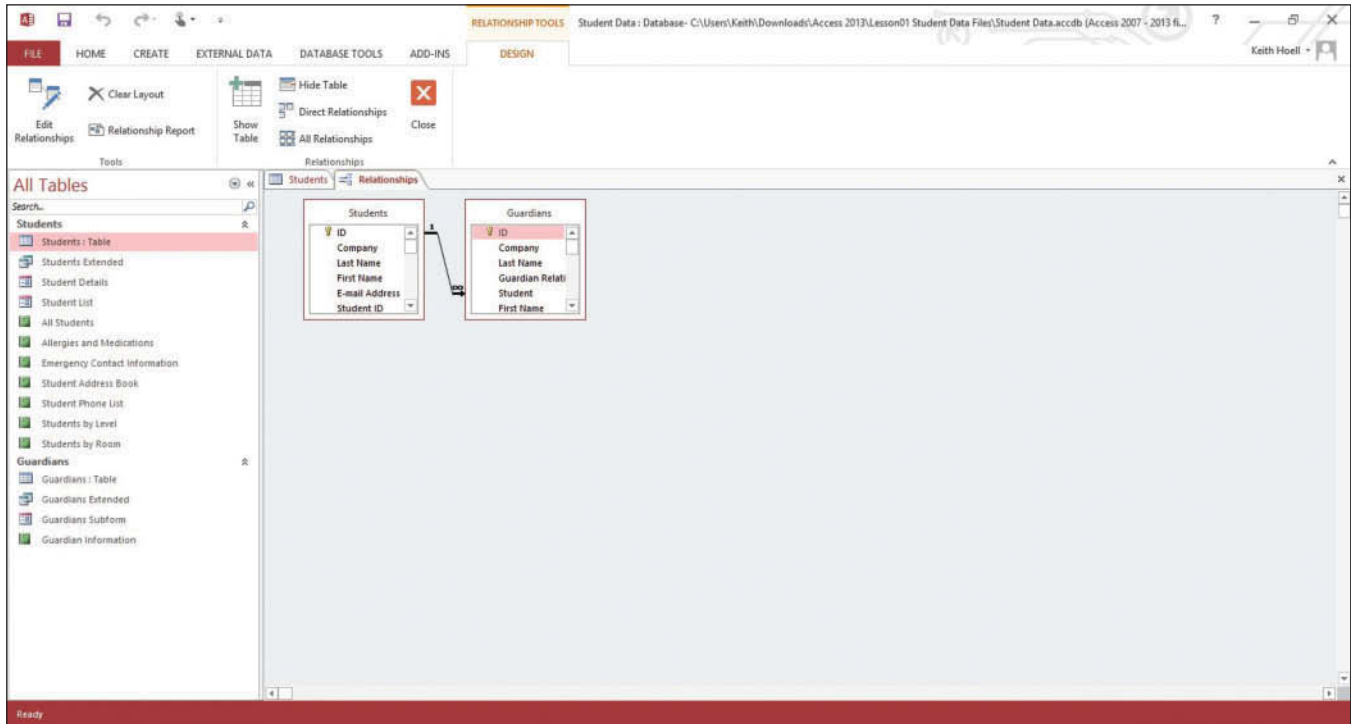 RELATIONSHIP TOOLS
Student Data : Database- C:\Users\Keith\Downloads\Access 2013\Lesson01 Student Data Files\Student Data.accdb (Access 2007 - 2013 fi...
?
FILE HOME CREATE EXTERNAL DATA DATABASE TOOLS ADD-INS DESIGN
Keith Hoell
Edit Relationships
Clear Layout
Relationship Report
Tools
Show Table
Hide Table
Direct Relationships
All Relationships
Relationships
Close
All Tables
Search...
Students
Students : Table
Students Extended
Student Details
Student List
All Students
Allergies and Medications
Emergency Contact Information
Student Address Book
Student Phone List
Students by Level
Students by Room
Guardians
Guardians : Table
Guardians Extended
Guardians Subform
Guardian Information
Students
Relationships
Students
ID
Company
Last Name
First Name
E-mail Address
Student ID
1
∞
Guardians
ID
Company
Last Name
Guardian Relati
Student
First Name
Ready